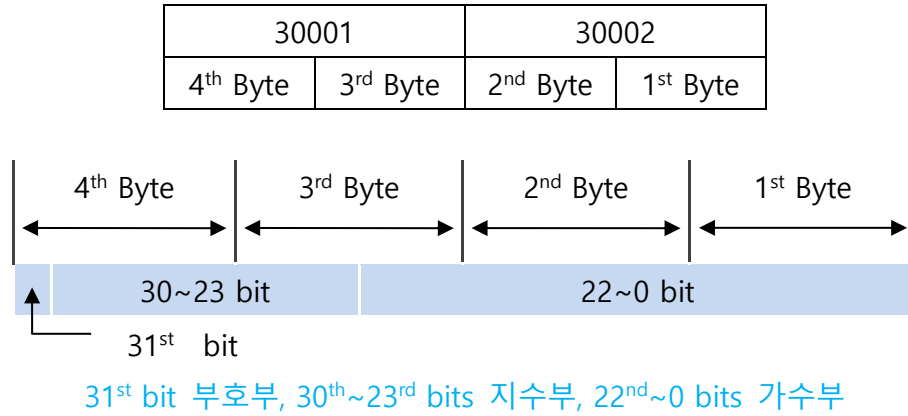 30001 30002
4th Byte 3rd Byte 2nd Byte 1st Byte
4th Byte 3rd Byte 2nd Byte 1st Byte
30~23 bit 22~0 bit
31st bit
31st bit 부호부, 30th~23rd bits 지수부, 22nd~0 bits 가수부